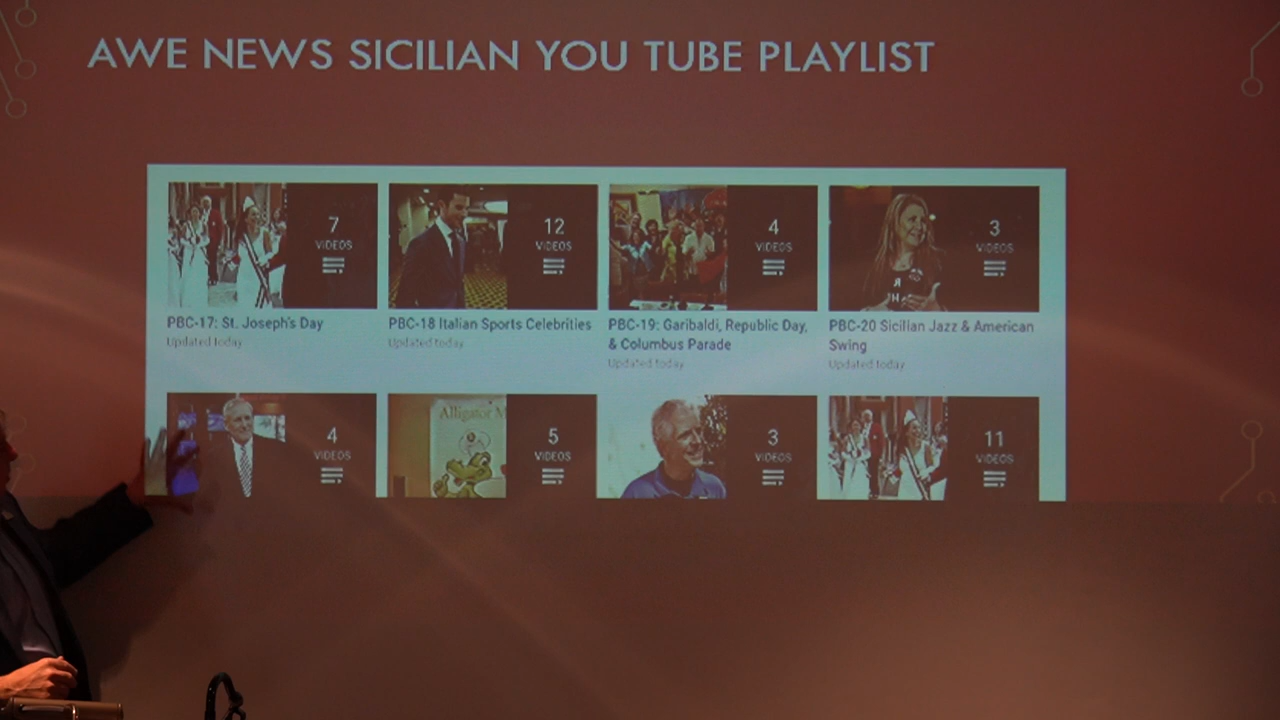 AWE NEWS SICILIAN YOU TUBE PLAYLIST
7
VIDEOS
12
VIDEOS
4
VIDEOS
3
VIDEOS
PBC-17: St. Joseph's Day
Updated today
PBC-18 Italian Sports Celebrities
Updated today
PBC-19: Garibaldi, Republic Day,
& Columbus Parade
Updated today
PBC-20 Sicilian Jazz & American
Swing
Updated today
4
VIDEOS
Alligator M
5
VIDEOS
3
VIDEOS
11
VIDEOS